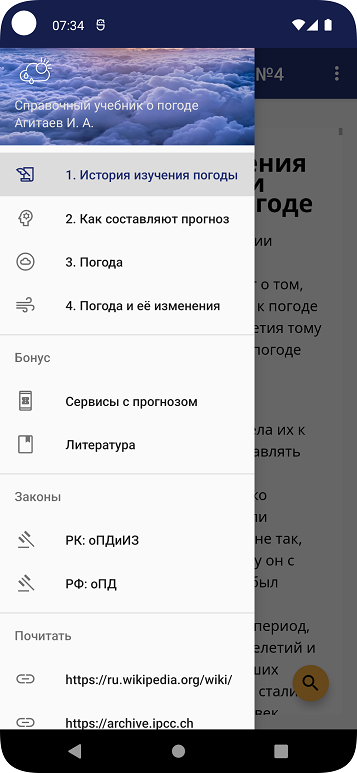 07:34
№4
Справочный учебник о погоде
Агитаев И. А.
1. История изучения погоды
2. Как составляют прогноз
3. Погода
4. Погода и её изменения
Бонус
Сервисы с прогнозом
Литература
Законы
РК: оПДиИЗ
РФ: оПД
Почитать
https://ru.wikipedia.org/wiki/
https://archive.ipcc.ch
ения
и
годе
ии
о том,
к погоде
етия тому
погоде
ла их к
авлять
ко
ли
не так,
у он с
был
период,
елетий и
ших
стали
век